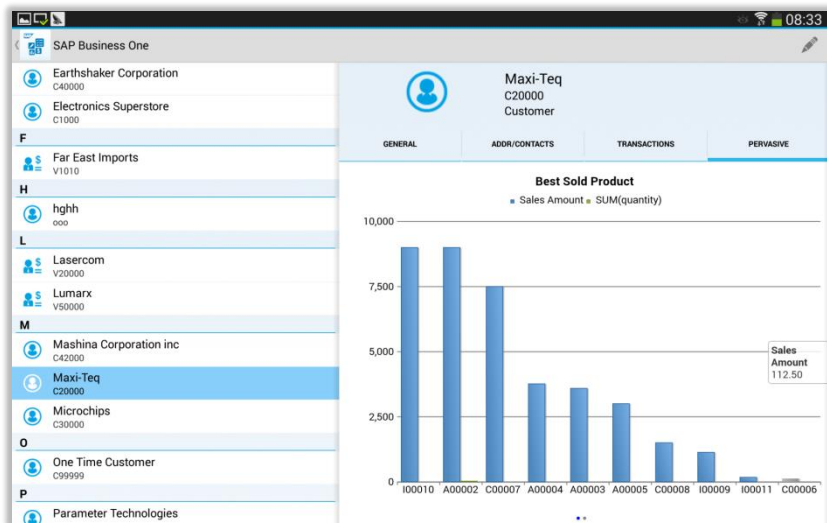 08:33
SAP Business One
Earthshaker Corporation
C40000
Electronics Superstore
C1000
F
Far East Imports
V1010
H
hghh
ooo
L
Lasercom
V20000
Lumarx
V50000
M
Mashina Corporation inc
C42000
Maxi-Teq
C20000
Microchips
C30000
O
One Time Customer
C99999
P
Parameter Technologies
Maxi-Teq
C20000
Customer
GENERAL ADDR/CONTACTS TRANSACTIONS PERVASIVE
Best Sold Product
Sales Amount SUM(quantity)
10,000
7,500
5,000
2,500
0
Sales
Amount
112.50
I00010 A00002 C00007 A00004 A00003 A00005 C00008 I00009 I00011 C00006